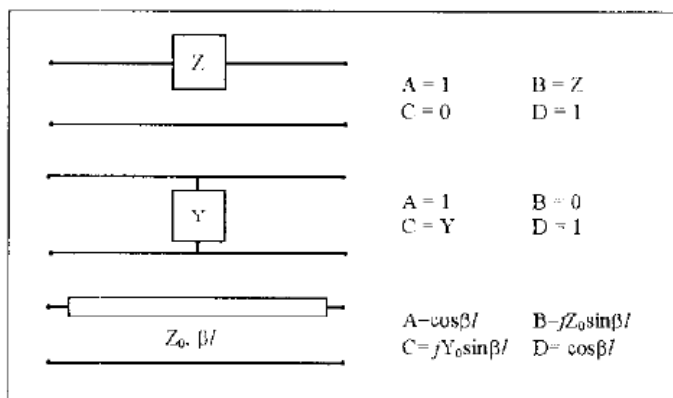 Z
A = 1 B = Z
C = 0 D = 1
Y
A = 1 B = 0
C = Y D = 1
Z₀, βl
A=cosβl B=jZ₀sinβl
C=jY₀sinβl D= cosβl